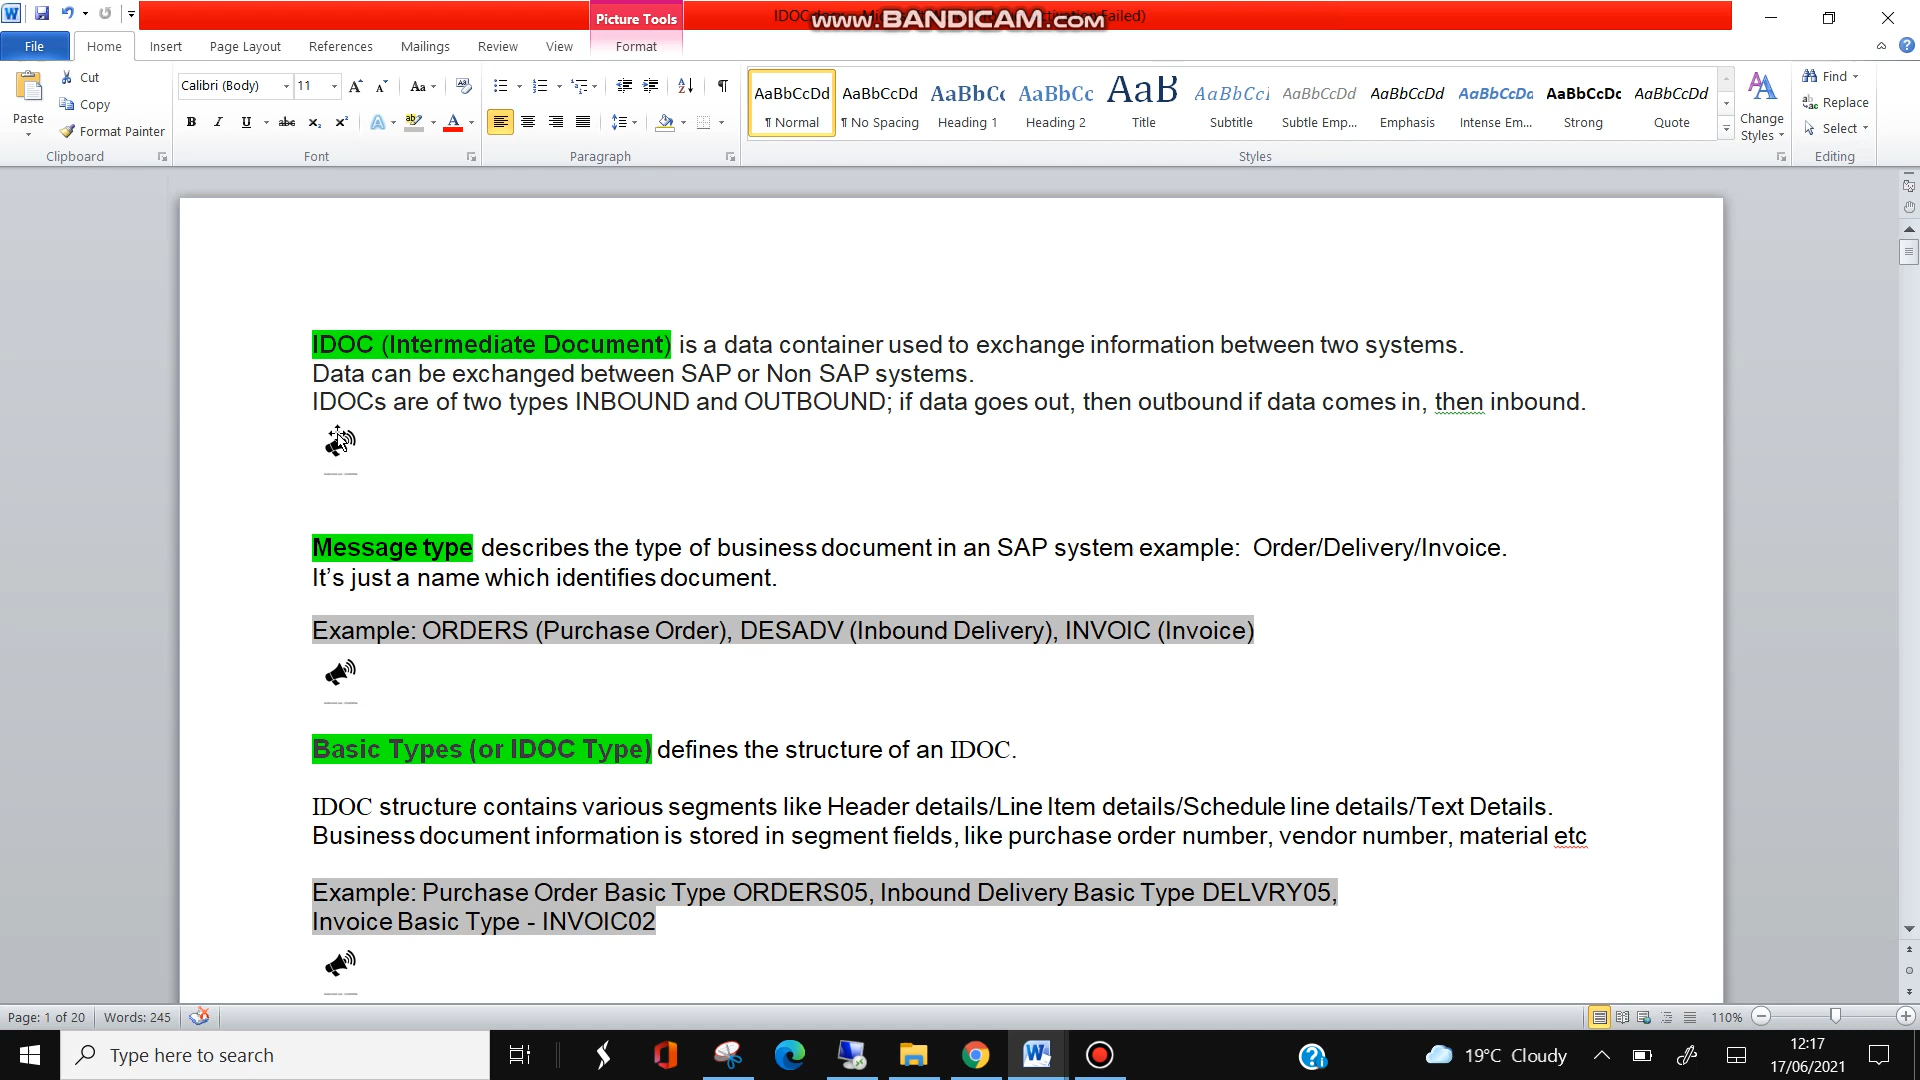 IDOC
www.BANDICAM.com
Failed)
Picture Tools
File Home Insert Page Layout References Mailings Review View Format
Paste
Cut
Copy
Format Painter
Clipboard
Calibri (Body) 11
Font
Paragraph
AaBbCcDd AaBbCcDd AaBbCc AaBbCc AaB AaBbCcI AaBbCcDd AaBbCcDd AaBbCcDd AaBbCcDc AaBbCcDd
¶ Normal ¶ No Spacing Heading 1 Heading 2 Title Subtitle Subtle Emp... Emphasis Intense Em... Strong Quote
Styles
Change Styles
Find
Replace
Select
Editing
IDOC (Intermediate Document) is a data container used to exchange information between two systems.
Data can be exchanged between SAP or Non SAP systems.
IDOCs are of two types INBOUND and OUTBOUND; if data goes out, then outbound if data comes in, then inbound.
Message type describes the type of business document in an SAP system example: Order/Delivery/Invoice.
It’s just a name which identifies document.
Example: ORDERS (Purchase Order), DESADV (Inbound Delivery), INVOIC (Invoice)
Basic Types (or IDOC Type) defines the structure of an IDOC.
IDOC structure contains various segments like Header details/Line Item details/Schedule line details/Text Details.
Business document information is stored in segment fields, like purchase order number, vendor number, material etc
Example: Purchase Order Basic Type ORDERS05, Inbound Delivery Basic Type DELVRY05,
Invoice Basic Type - INVOIC02
Page: 1 of 20 Words: 245 110%
Type here to search
19°C Cloudy
12:17
17/06/2021